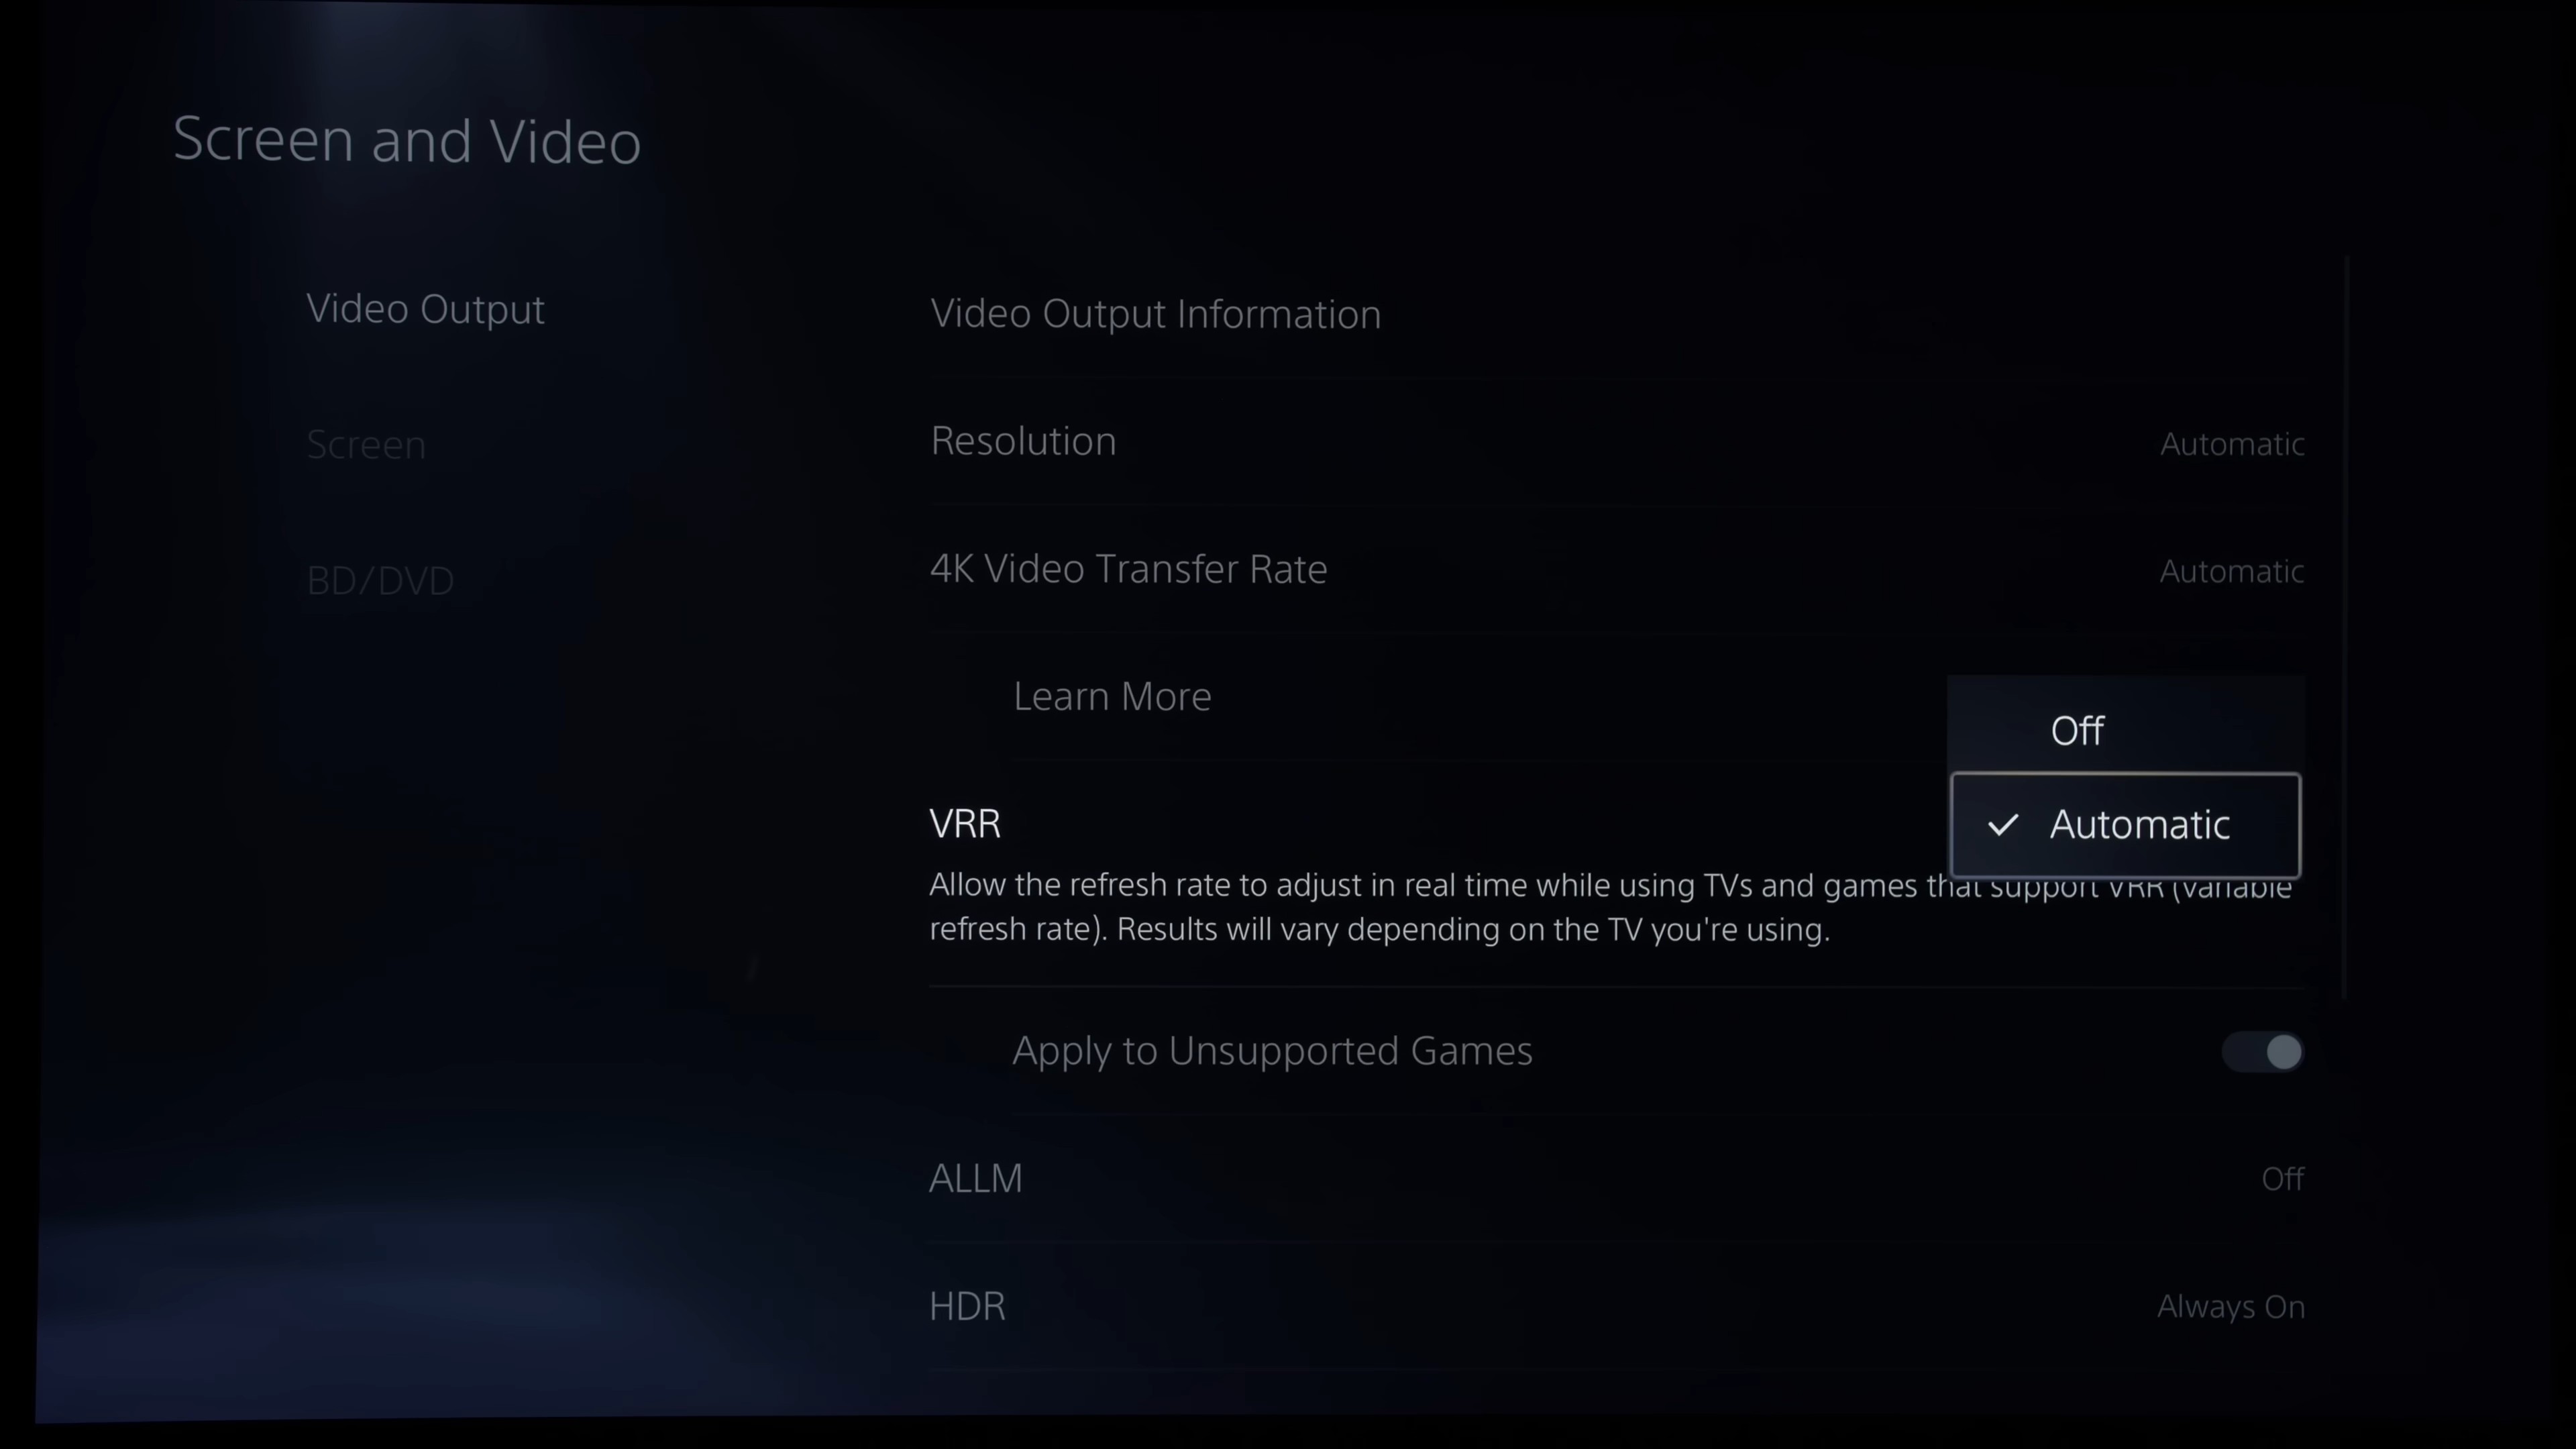 Screen and Video
Video Output
Screen
BD/DVD
Video Output Information
Resolution
Automatic
4K Video Transfer Rate
Automatic
Learn More
Off
VRR
Automatic
Allow the refresh rate to adjust in real time while using TVs and games that support VRR (variable
refresh rate). Results will vary depending on the TV you're using.
Apply to Unsupported Games
ALLM
Off
HDR
Always On